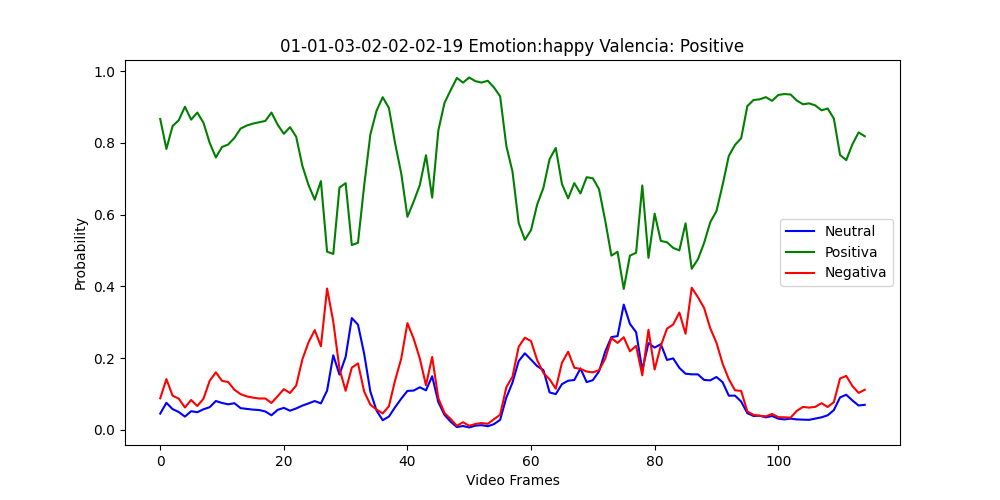 01-01-03-02-02-02-19 Emotion:happy Valencia: Positive
1.0
0.8
0.6
0.4
0.2
0.0
Probability
Neutral
Positiva
Negativa
0 20 40 60 80 100
Video Frames